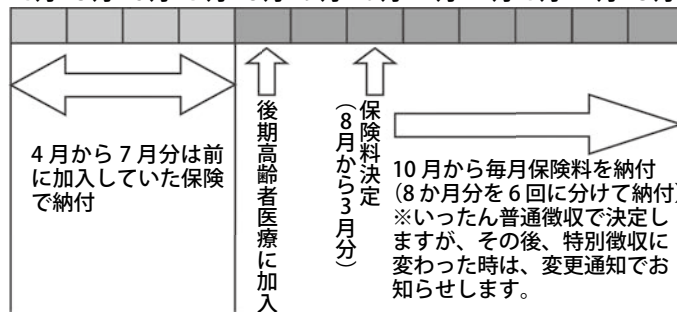 4月から7月分は前
に加入していた保険
で納付
後期高齢者医療に加入
保険料決定
(8月から3月分)
10月から毎月保険料を納付
(8か月分を6回に分けて納付)
※いったん普通徴収で決定し
ますが、その後、特別徴収に
変わった時は、変更通知でお
知らせします。